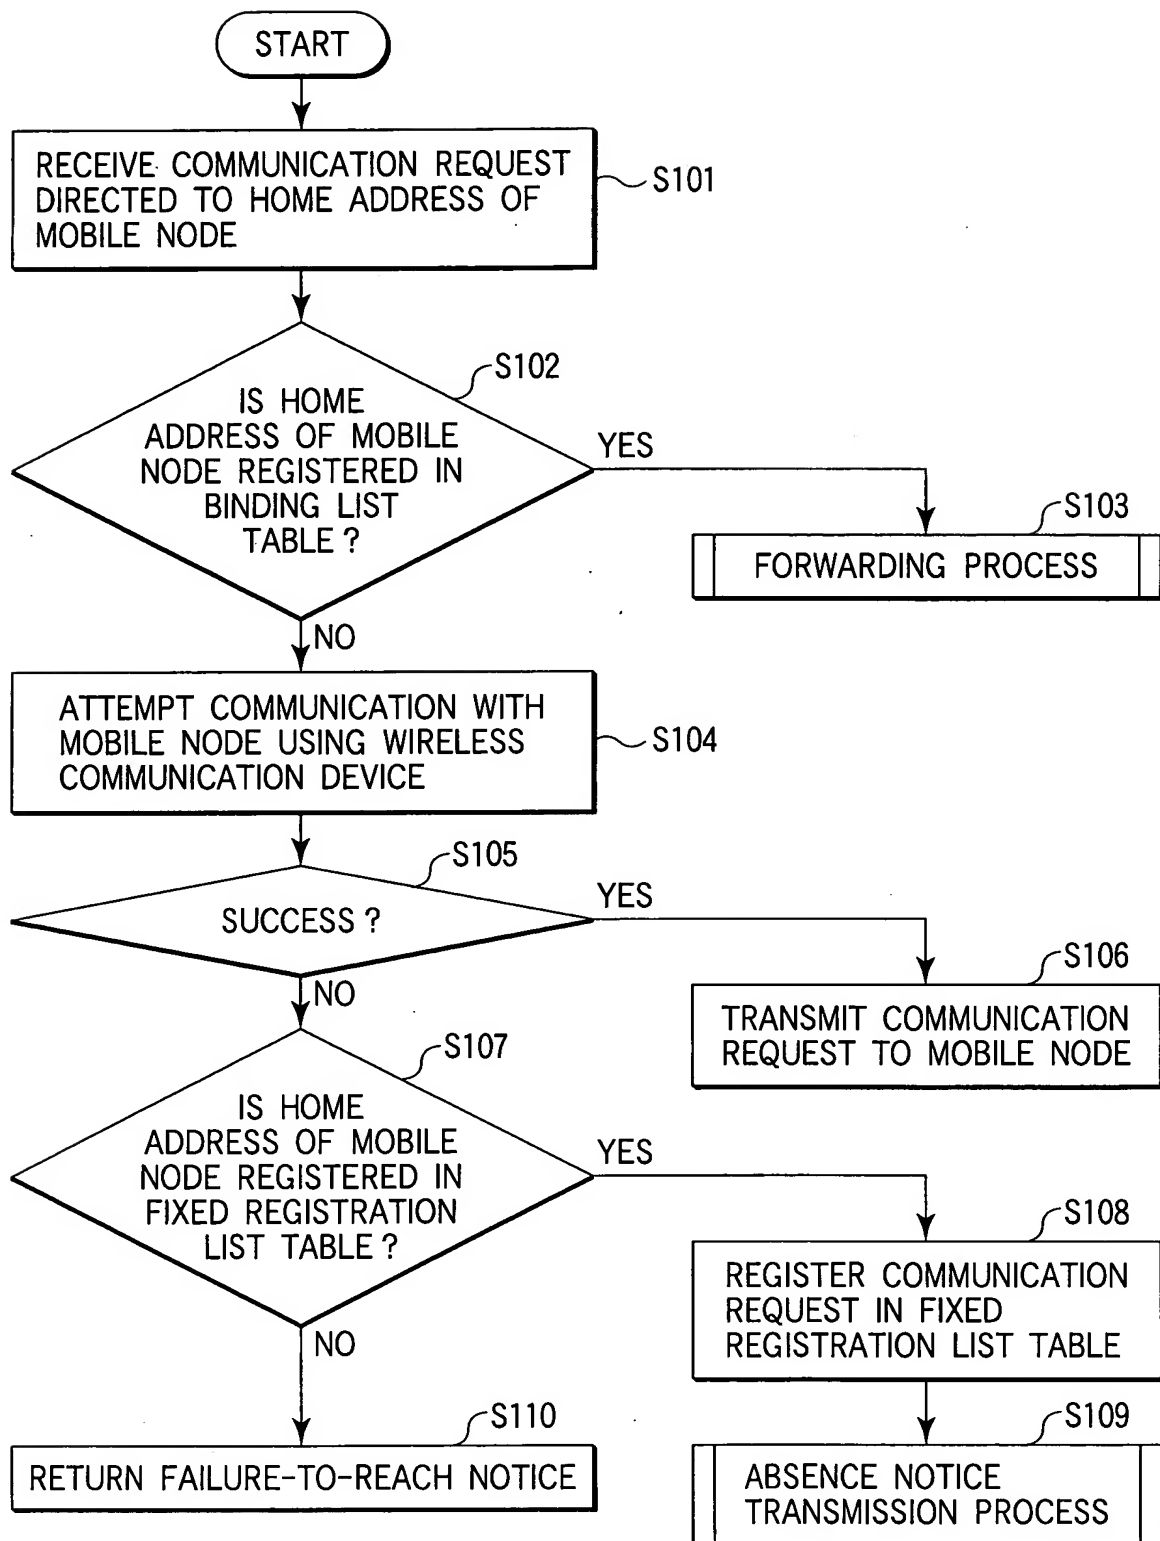 START
RECEIVE COMMUNICATION REQUEST
DIRECTED TO HOME ADDRESS OF
MOBILE NODE
S101
S102
IS HOME
ADDRESS OF MOBILE
NODE REGISTERED IN
BINDING LIST
TABLE ?
YES
S103
FORWARDING PROCESS
NO
ATTEMPT COMMUNICATION WITH
MOBILE NODE USING WIRELESS
COMMUNICATION DEVICE
S104
S105
SUCCESS ?
YES
S106
TRANSMIT COMMUNICATION
REQUEST TO MOBILE NODE
NO
S107
IS HOME
ADDRESS OF MOBILE
NODE REGISTERED IN
FIXED REGISTRATION
LIST TABLE ?
YES
S108
REGISTER COMMUNICATION
REQUEST IN FIXED
REGISTRATION LIST TABLE
NO
S110
RETURN FAILURE-TO-REACH NOTICE
S109
ABSENCE NOTICE
TRANSMISSION PROCESS